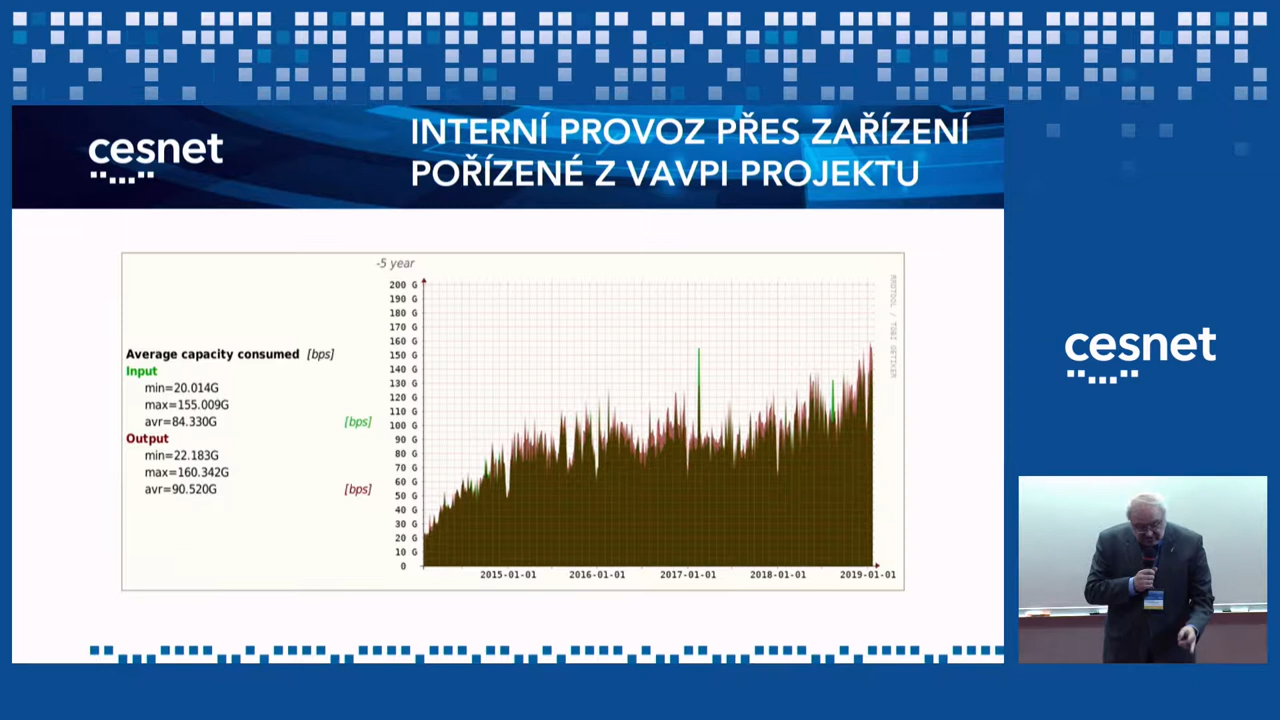 cesnet
INTERNÍ PROVOZ PŘES ZAŘÍZENÍ
POŘÍZENÉ Z VAVPI PROJEKTU
-5 year
200 G
190 G
180 G
170 G
160 G
150 G
140 G
130 G
120 G
110 G
100 G
90 G
80 G
70 G
60 G
50 G
40 G
30 G
20 G
10 G
0
2015-01-01 2016-01-01 2017-01-01 2018-01-01 2019-01-01
RRDTOOL / TOBI OETIKER
Average capacity consumed [bps]
Input
min=20.014G
max=155.009G
avr=84.330G [bps]
Output
min=22.183G
max=160.342G
avr=90.520G [bps]
cesnet